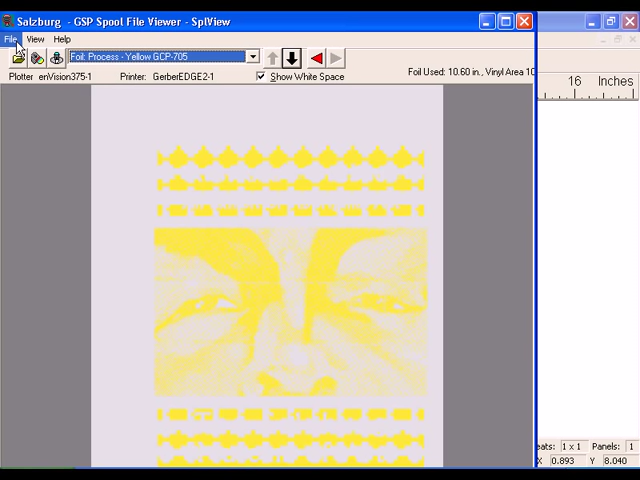 Salzburg - GSP Spool File Viewer - SplView
File View Help
Foil: Process - Yellow GCP-705
Plotter enVision375-1 Printer: GerberEDGE2-1 Show White Space Foil Used: 10.60 in., Vinyl Area 10
16 Inches
eats: 1 x 1 Panels: 1
X 0.893 Y 8.040